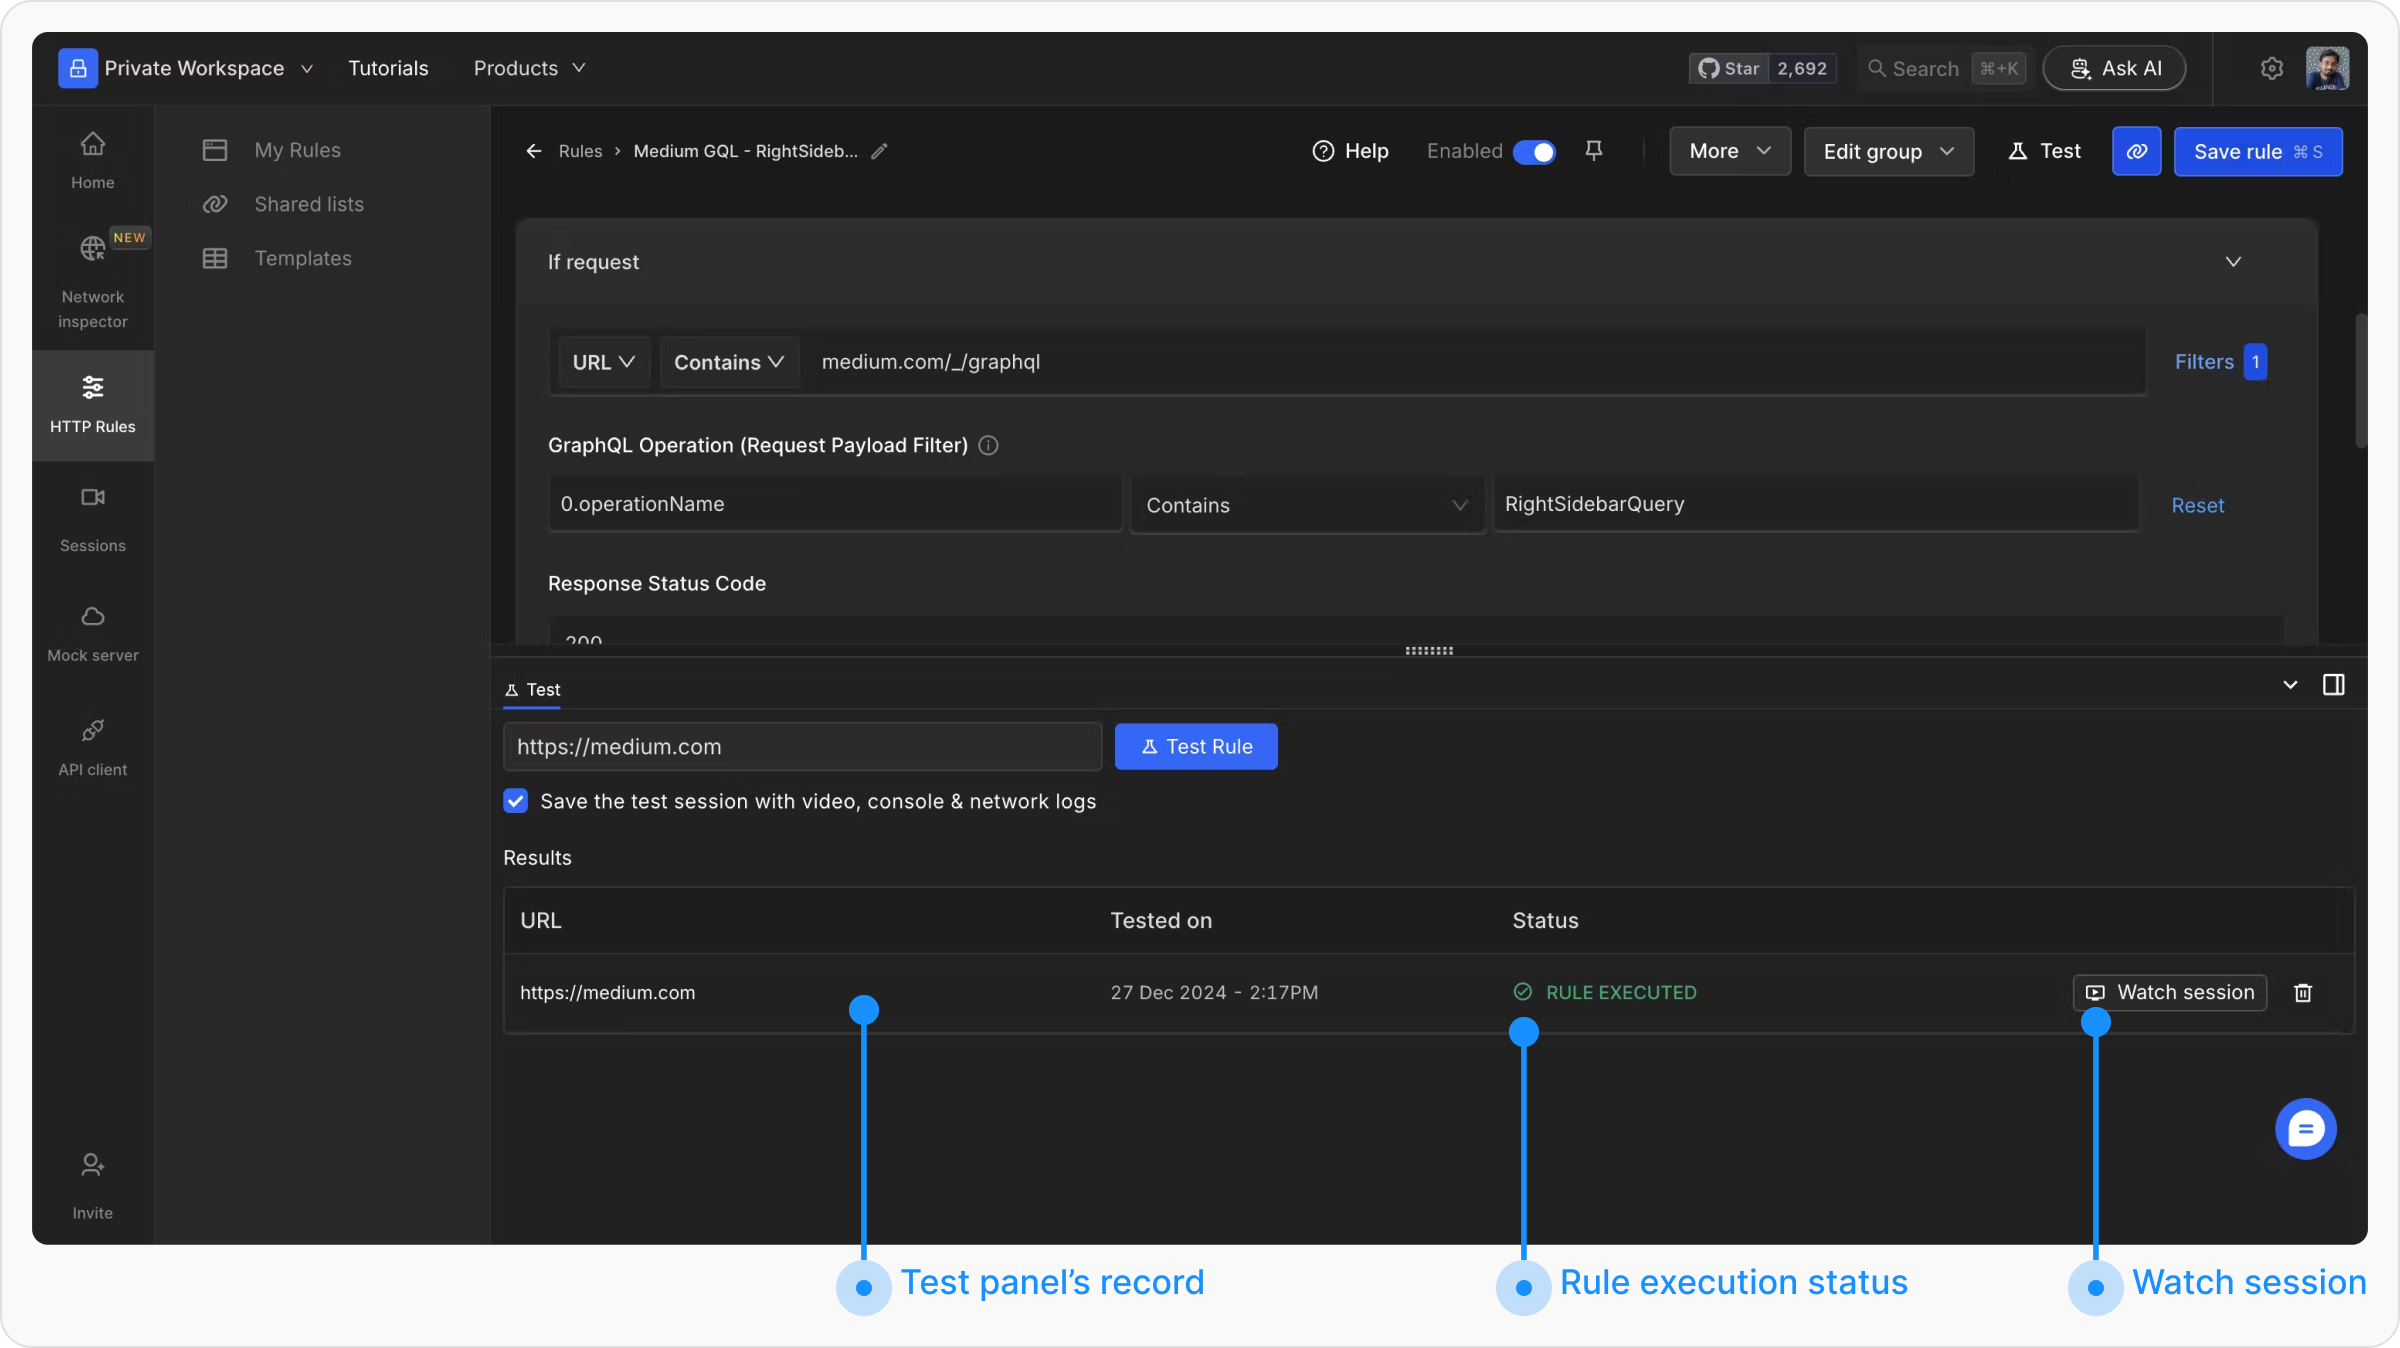 Private Workspace Tutorials Products Star 2,692 Search ⌘+K Ask AI
Home
NEW
Network
inspector
HTTP Rules
Sessions
Mock server
API client
Invite
My Rules
Shared lists
Templates
Rules > Medium GQL - RightSideb... Help Enabled More Edit group Test Save rule ⌘ S
If request
URL Contains medium.com/_/graphql Filters 1
GraphQL Operation (Request Payload Filter)
0.operationName Contains RightSidebarQuery Reset
Response Status Code
200
Test
https://medium.com Test Rule
Save the test session with video, console & network logs
Results
URL Tested on Status
https://medium.com 27 Dec 2024 - 2:17PM RULE EXECUTED Watch session
Test panel’s record Rule execution status Watch session